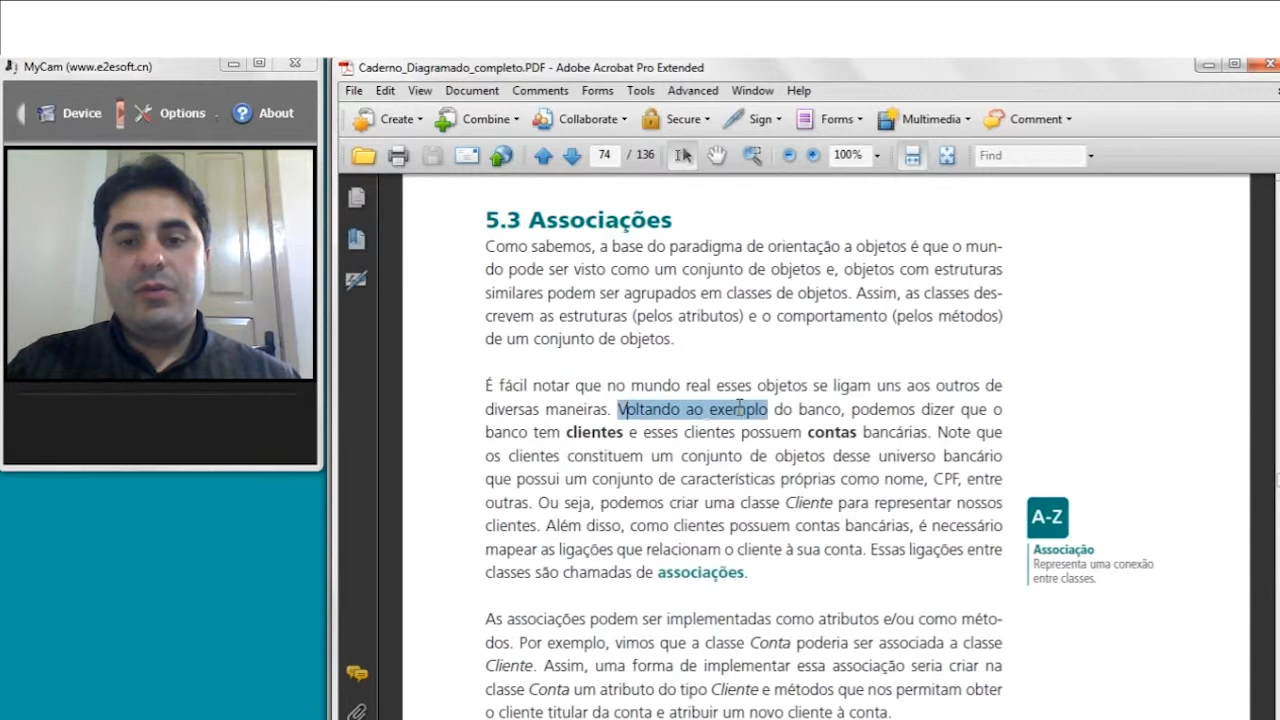 MyCam (www.e2esoft.cn)
Device
Options
About
Caderno_Diagramado_completo.PDF - Adobe Acrobat Pro Extended
File Edit View Document Comments Forms Tools Advanced Window Help
Create Combine Collaborate Secure Sign Forms Multimedia Comment
74 / 136 100% Find
5.3 Associações
Como sabemos, a base do paradigma de orientação a objetos é que o mun-
do pode ser visto como um conjunto de objetos e, objetos com estruturas
similares podem ser agrupados em classes de objetos. Assim, as classes des-
crevem as estruturas (pelos atributos) e o comportamento (pelos métodos)
de um conjunto de objetos.
É fácil notar que no mundo real esses objetos se ligam uns aos outros de
diversas maneiras. Voltando ao exemplo do banco, podemos dizer que o
banco tem clientes e esses clientes possuem contas bancárias. Note que
os clientes constituem um conjunto de objetos desse universo bancário
que possui um conjunto de características próprias como nome, CPF, entre
outras. Ou seja, podemos criar uma classe Cliente para representar nossos
clientes. Além disso, como clientes possuem contas bancárias, é necessário
mapear as ligações que relacionam o cliente à sua conta. Essas ligações entre
classes são chamadas de associações.
A-Z
Associação
Representa uma conexão
entre classes.
As associações podem ser implementadas como atributos e/ou como méto-
dos. Por exemplo, vimos que a classe Conta poderia ser associada a classe
Cliente. Assim, uma forma de implementar essa associação seria criar na
classe Conta um atributo do tipo Cliente e métodos que nos permitam obter
o cliente titular da conta e atribuir um novo cliente à conta.